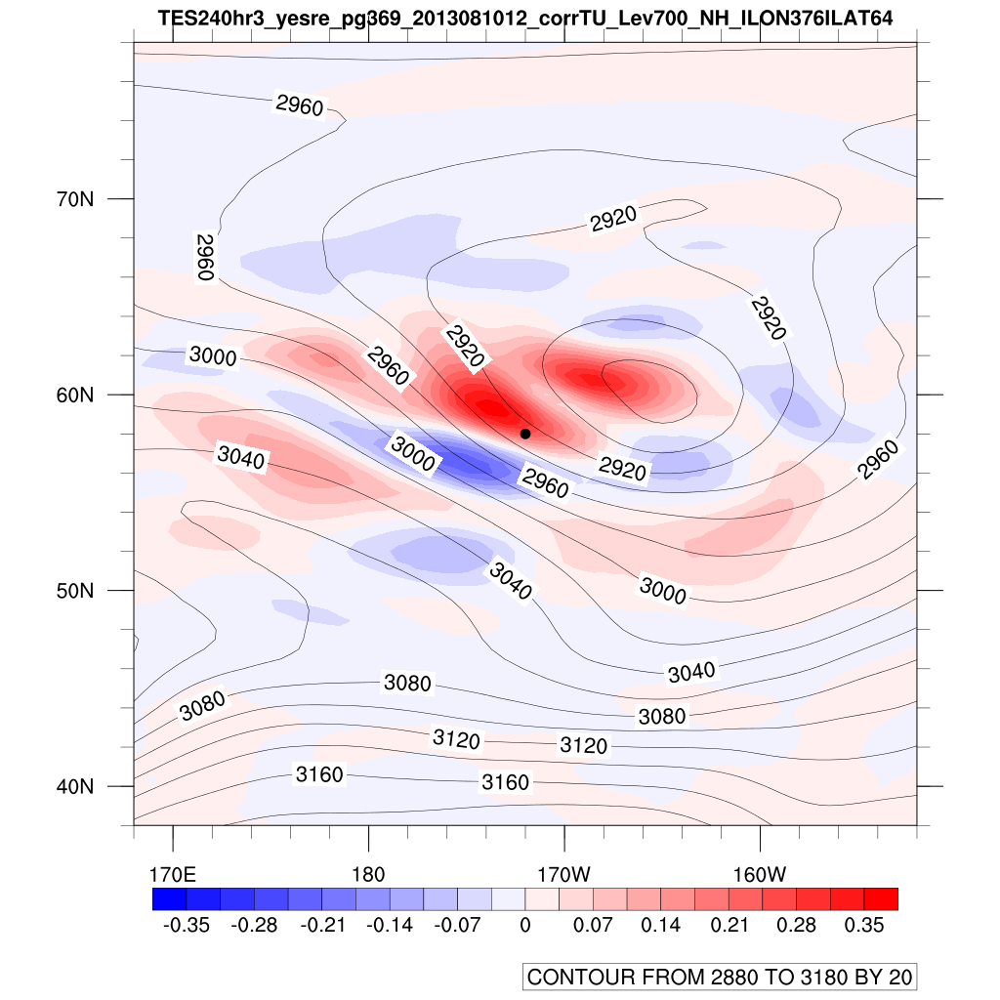 TES240hr3_yesre_pg369_2013081012_corrTU_Lev700_NH_ILON376ILAT64
2960
70N
2920
2960
2920
3000
2960
2920
60N
3040
3000
2960
2920
2960
50N
3040
3000
3080
3040
3080
3080
3120
3120
3160
3160
40N
170E 180 170W 160W
-0.35 -0.28 -0.21 -0.14 -0.07 0 0.07 0.14 0.21 0.28 0.35
CONTOUR FROM 2880 TO 3180 BY 20